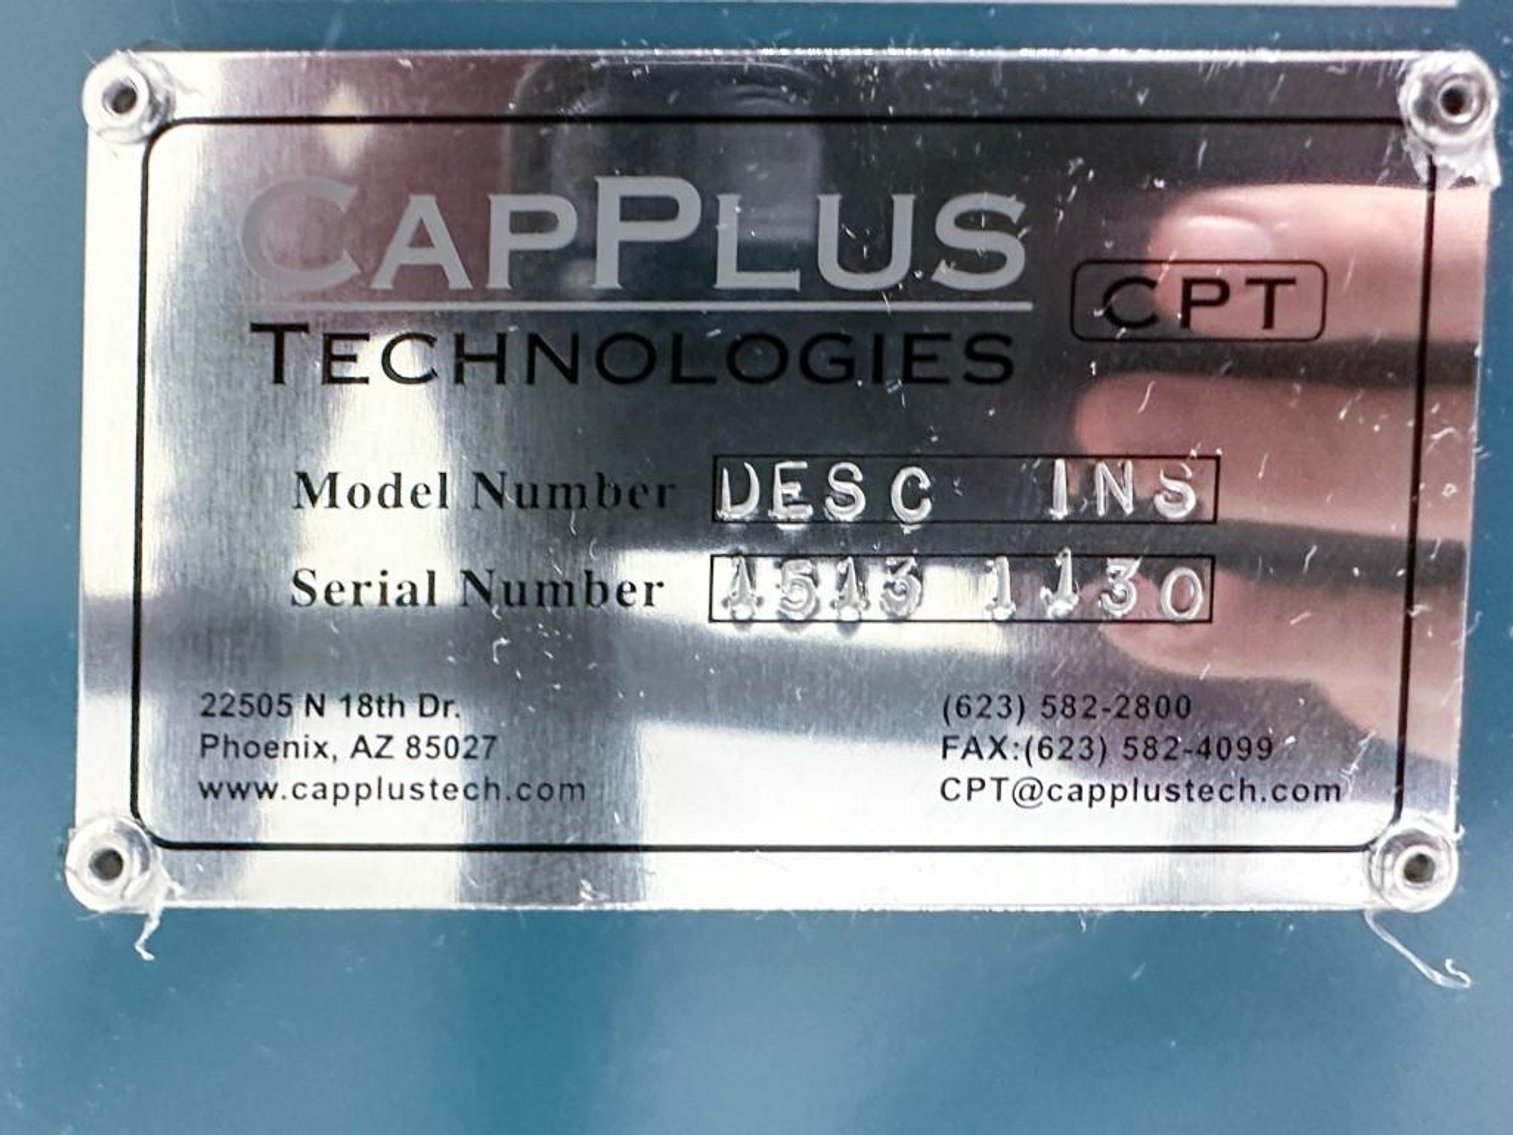 CAPPLUS
TECHNOLOGIES
CPT
Model Number DESC INS
Serial Number 1513 1130
22505 N 18th Dr.
Phoenix, AZ 85027
www.capplustech.com
(623) 582-2800
FAX:(623) 582-4099
CPT@capplustech.com